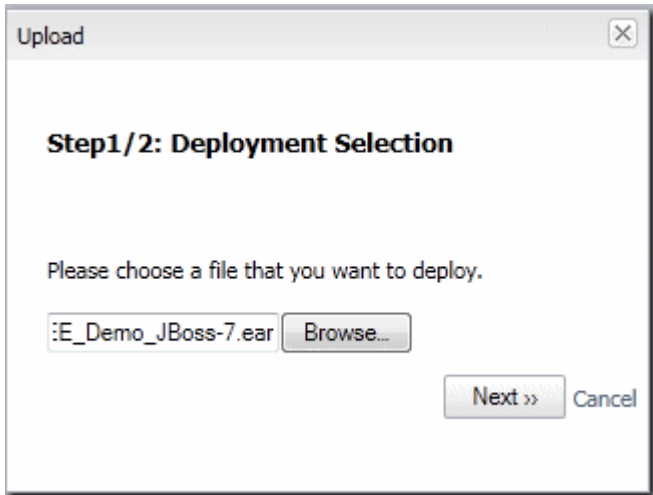 Upload
Step1/2: Deployment Selection
Please choose a file that you want to deploy.
E_Demo_JBoss-7.ear Browse...
Next ›› Cancel